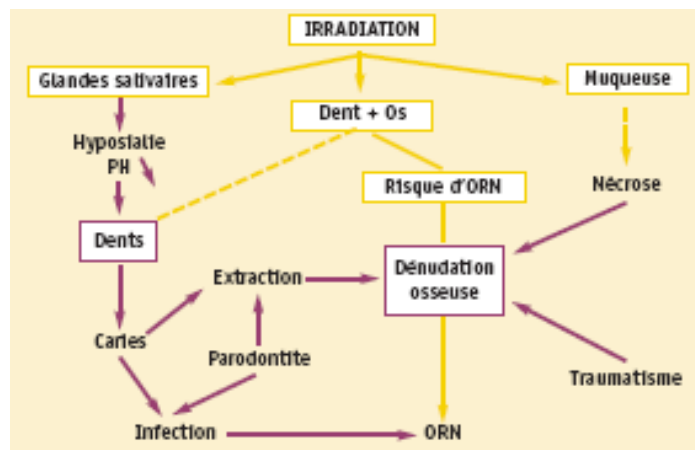 IRRADIATION
Glandes salivaires
Muqueuse
Dent + Os
Hyposialie
PH
Risque d'ORN
Nécrose
Dents
Dénudation
osseuse
Extraction
Caries
Parodontite
Traumatisme
Infection
ORN